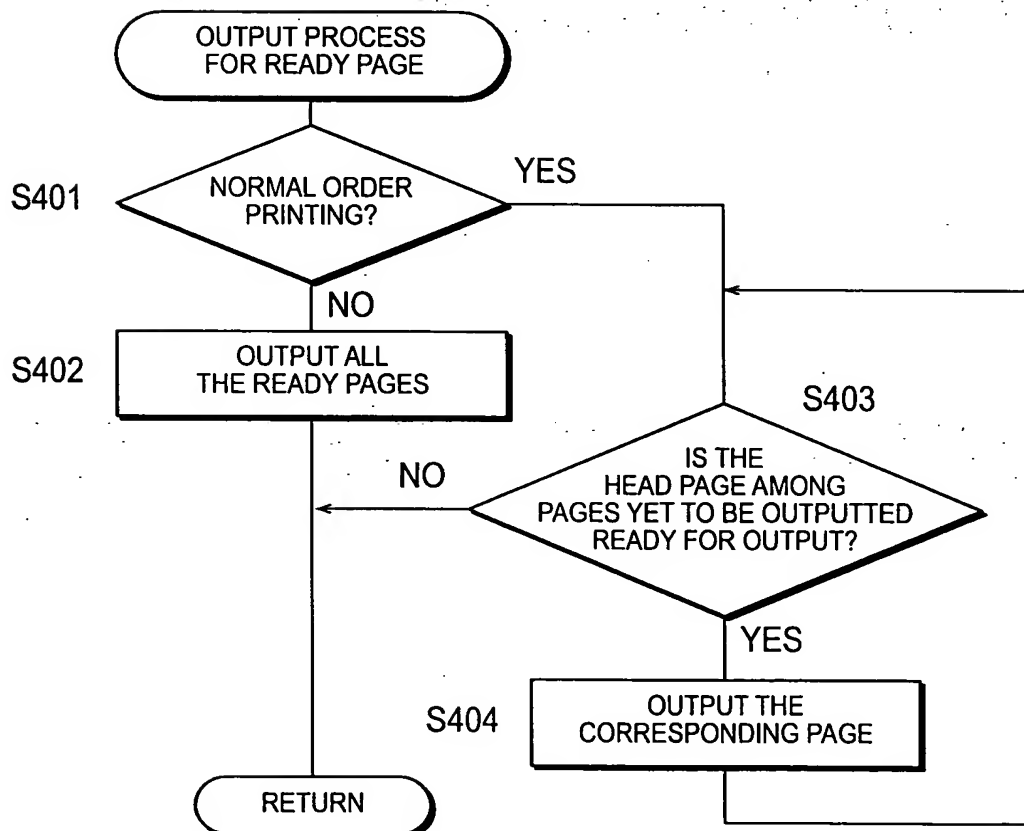 OUTPUT PROCESS
FOR READY PAGE
S401
NORMAL ORDER
PRINTING?
YES
NO
S402
OUTPUT ALL
THE READY PAGES
S403
IS THE
HEAD PAGE AMONG
PAGES YET TO BE OUTPUTTED
READY FOR OUTPUT?
NO
YES
S404
OUTPUT THE
CORRESPONDING PAGE
RETURN